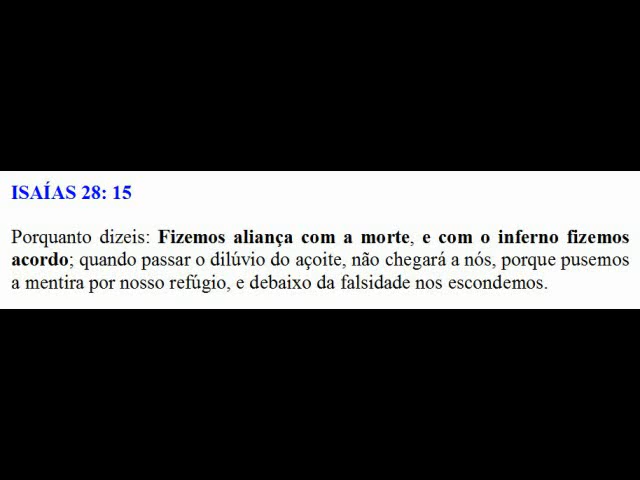 ISAÍAS 28: 15
Porquanto dizeis: Fizemos aliança com a morte, e com o inferno fizemos
acordo; quando passar o dilúvio do açoite, não chegará a nós, porque pusemos
a mentira por nosso refúgio, e debaixo da falsidade nos escondemos.